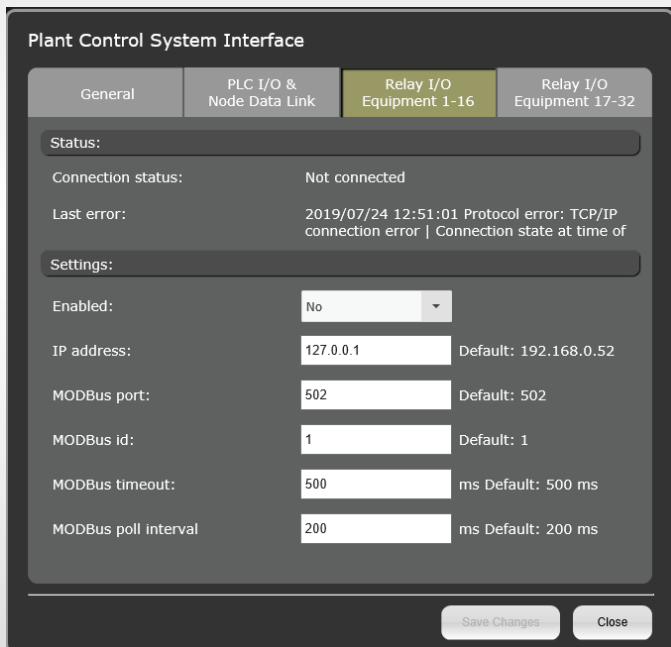 Plant Control System Interface
General
PLC I/O &
Node Data Link
Relay I/O
Equipment 1-16
Relay I/O
Equipment 17-32
Status:
Connection status: Not connected
Last error: 2019/07/24 12:51:01 Protocol error: TCP/IP
connection error | Connection state at time of
Settings:
Enabled: No
IP address: 127.0.0.1 Default: 192.168.0.52
MODBus port: 502 Default: 502
MODBus id: 1 Default: 1
MODBus timeout: 500 ms Default: 500 ms
MODBus poll interval 200 ms Default: 200 ms
Save Changes Close